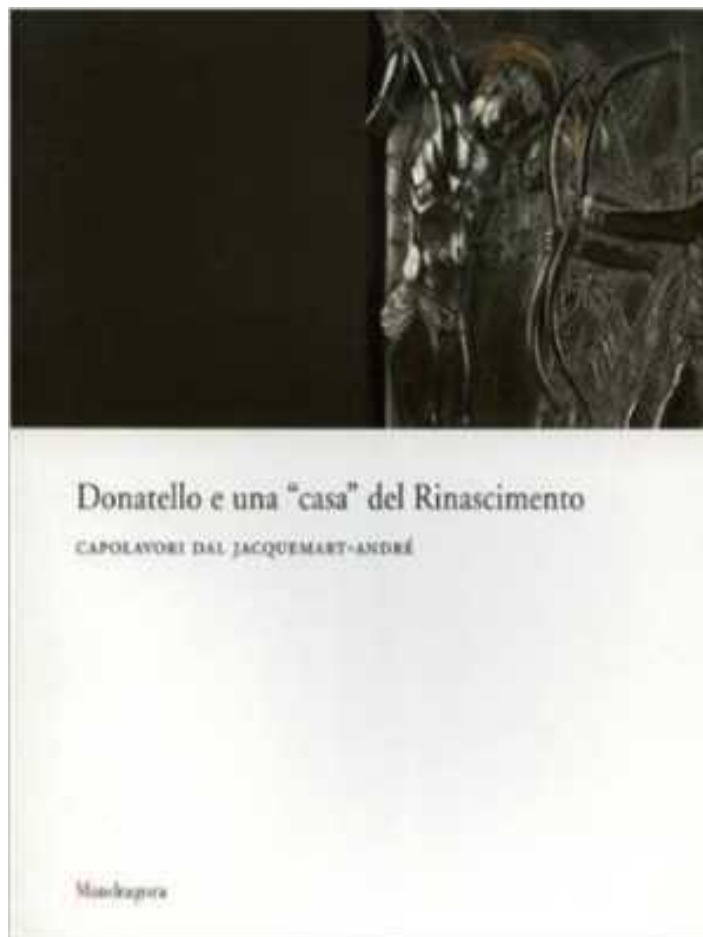 Donatello e una “casa” del Rinascimento
CAPOLAVORI DAL JACQUEMART-ANDRÉ
Mandragora